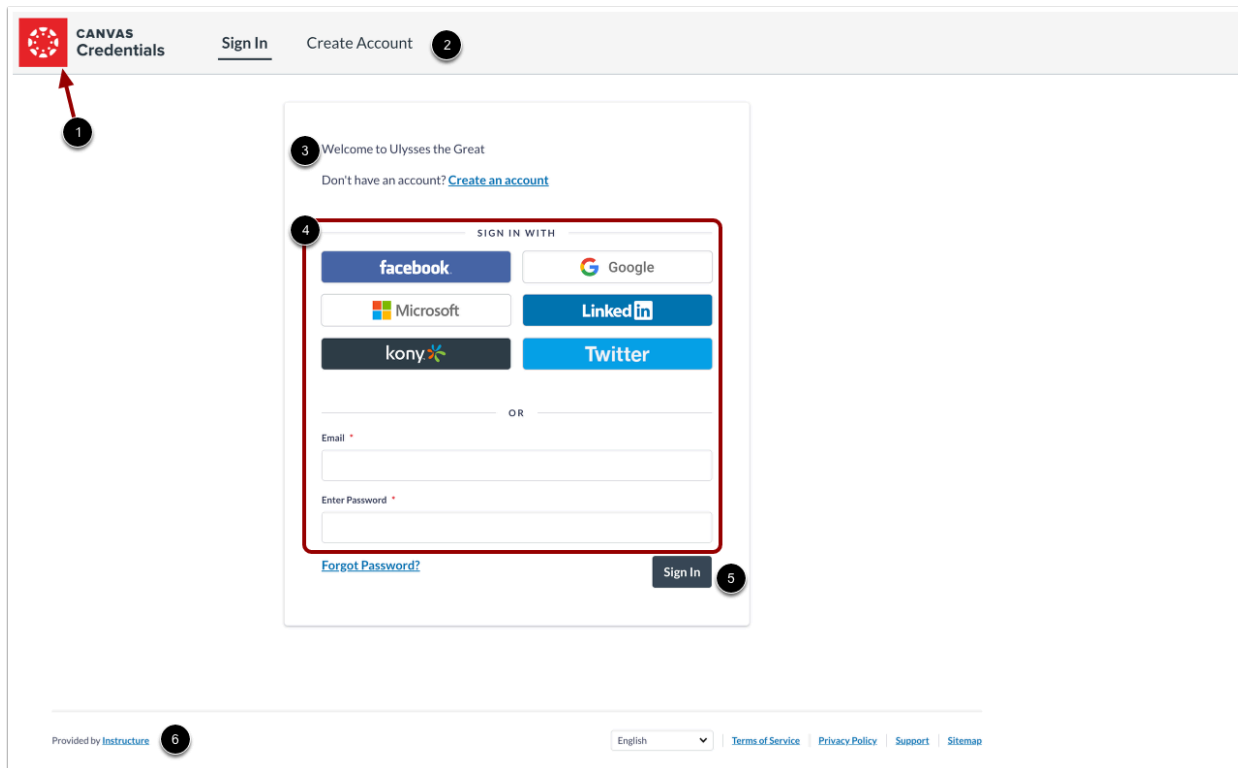 CANVAS
Credentials
Sign In
Create Account
2
1
3
Welcome to Ulysses the Great
Don't have an account? Create an account
4
SIGN IN WITH
facebook.
Google
Microsoft
Linked in
kony
Twitter
OR
Email *
Enter Password *
Forgot Password?
Sign In
5
Provided by Instructure
6
English
Terms of Service
Privacy Policy
Support
Sitemap